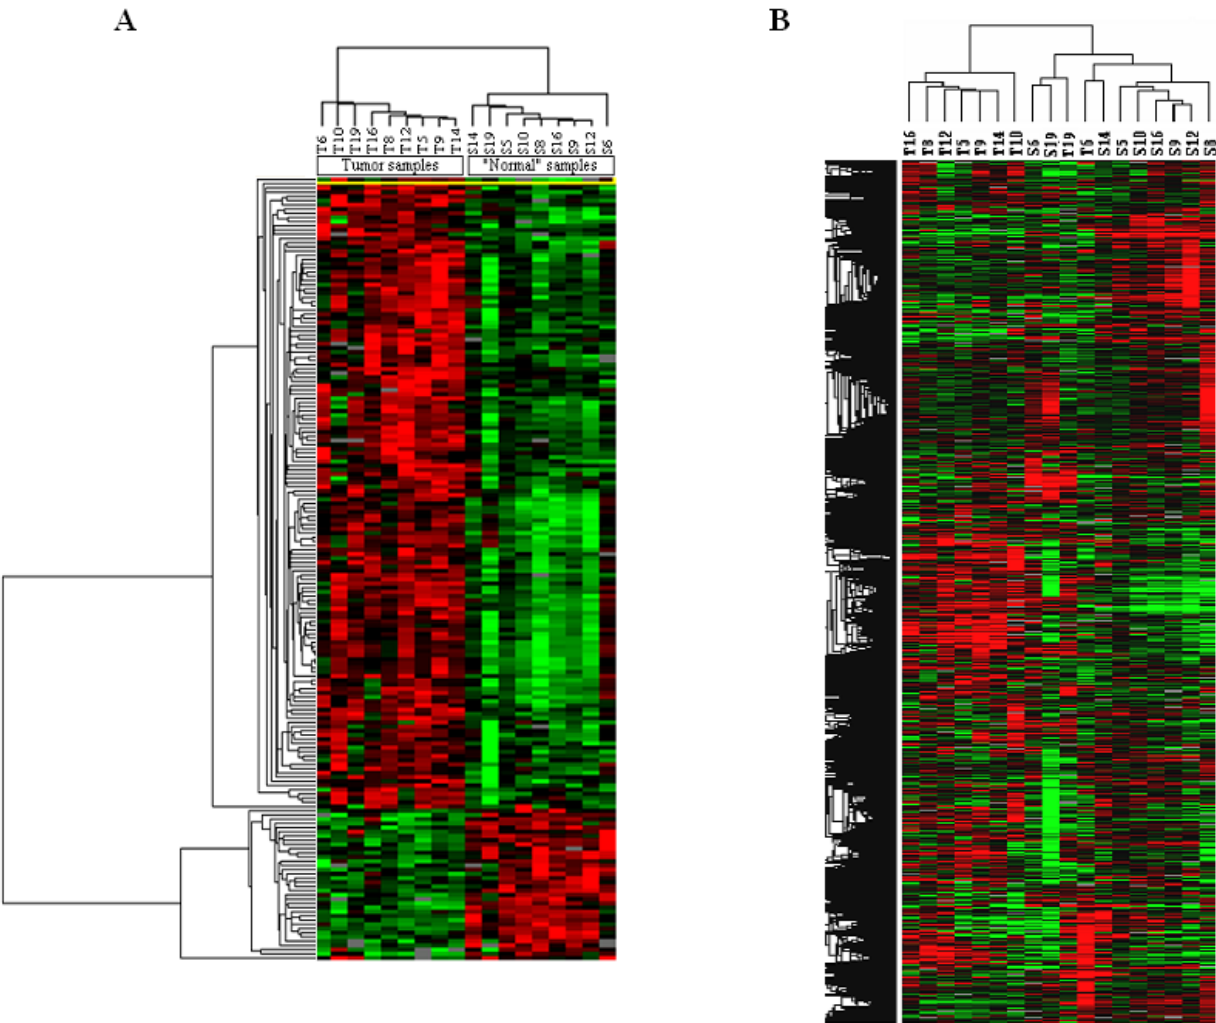 A
B
T6 T10 T19 T16 T8 T12 T5 T9 T14 S14 S19 S5 S10 S8 S16 S9 S12 S6
Tumor samples "Normal" samples
T16 T8 T12 T5 T9 T14 T10 S6 S19 T19 T6 S14 S5 S10 S16 S9 S12 S8